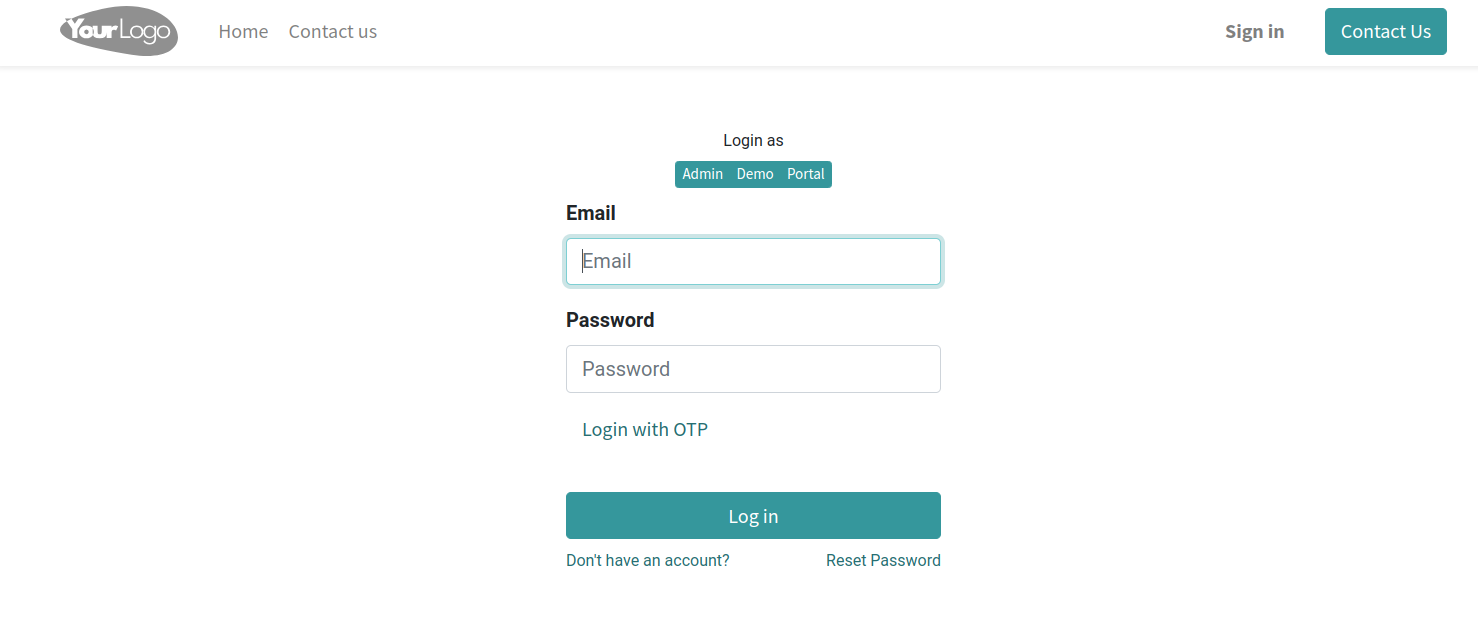 YourLogo Home Contact us Sign in Contact Us
Login as
Admin Demo Portal
Email
Email
Password
Password
Login with OTP
Log in
Don't have an account? Reset Password